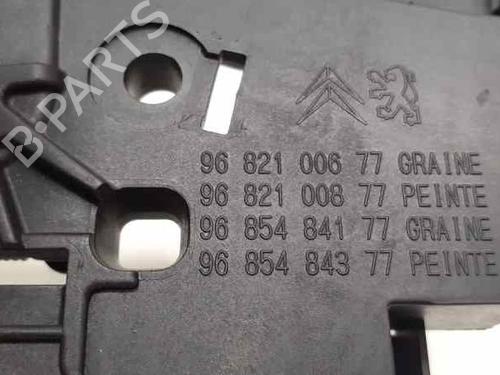 B-PARTS
96 821 006 77 GRAINE
96 821 008 77 PEINTE
96 854 841 77 GRAINE
96 854 843 77 PEINTE